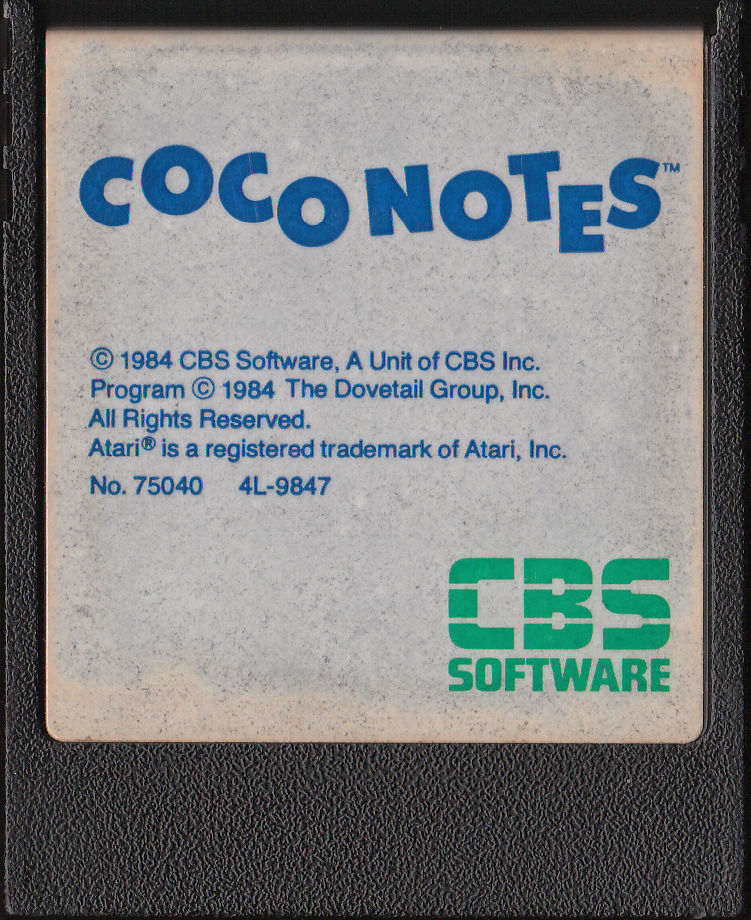 COCO NOTES™
© 1984 CBS Software, A Unit of CBS Inc.
Program © 1984 The Dovetail Group, Inc.
All Rights Reserved.
Atari® is a registered trademark of Atari, Inc.
No. 75040 4L-9847
CBS
SOFTWARE